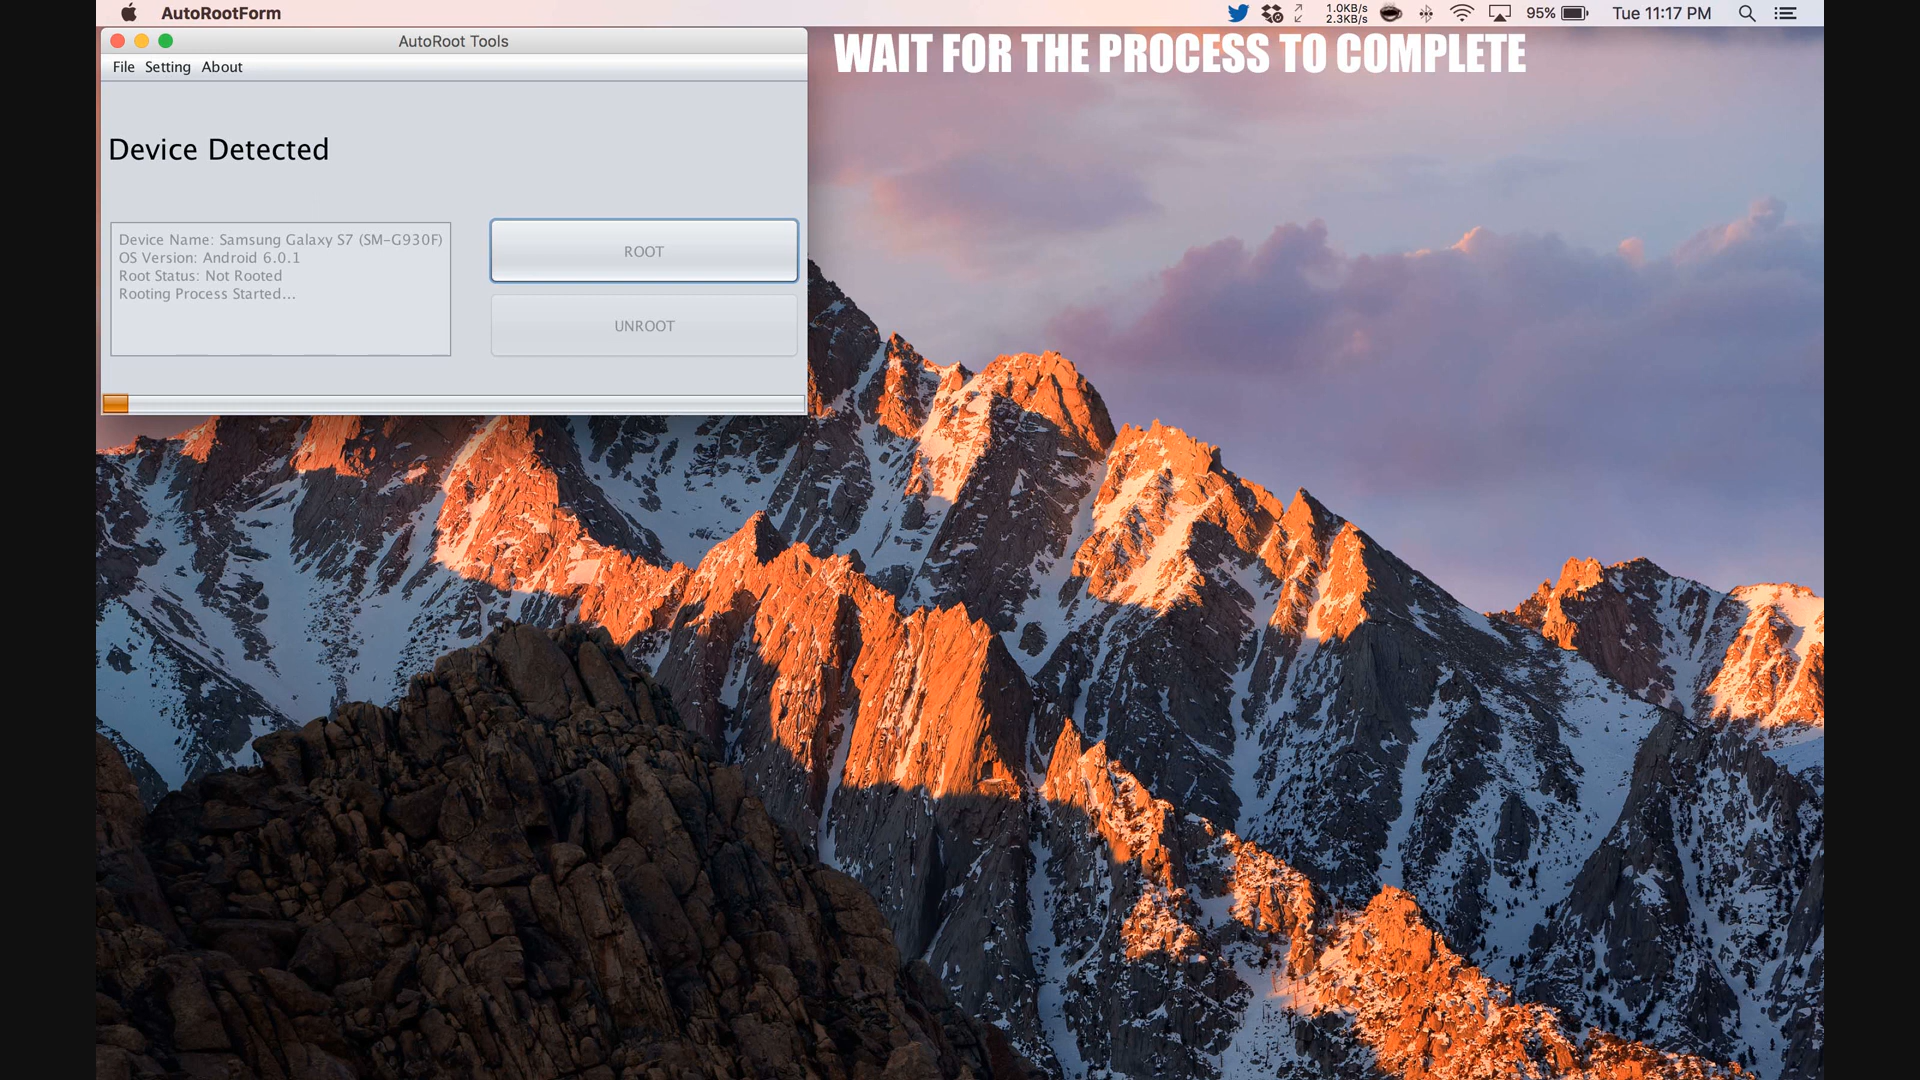 AutoRootForm
1.0KB/s
2.3KB/s
95%
Tue 11:17 PM
AutoRoot Tools
WAIT FOR THE PROCESS TO COMPLETE
File Setting About
Device Detected
Device Name: Samsung Galaxy S7 (SM-G930F)
OS Version: Android 6.0.1
Root Status: Not Rooted
Rooting Process Started...
ROOT
UNROOT